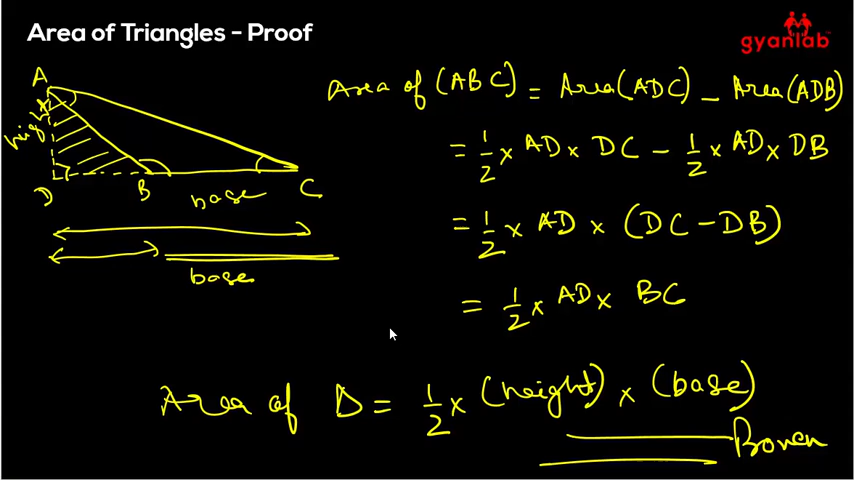 Area of Triangles - Proof
gyanlab
A
height
D
B
base
C
base
Area of (ABC) = Area(ADC) - Area(ADB)
= 1/2 × AD × DC - 1/2 × AD × DB
= 1/2 × AD × (DC - DB)
= 1/2 × AD × BC
Area of Δ = 1/2 × (height) × (base)